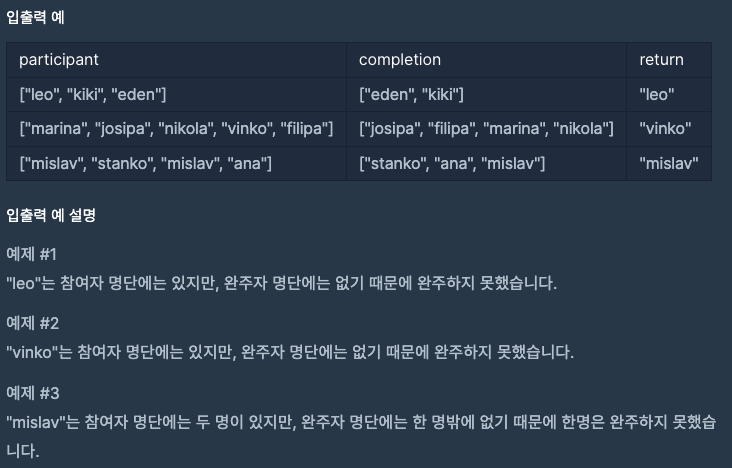 입출력 예
participant completion return
["leo", "kiki", "eden"] ["eden", "kiki"] "leo"
["marina", "josipa", "nikola", "vinko", "filipa"] ["josipa", "filipa", "marina", "nikola"] "vinko"
["mislav", "stanko", "mislav", "ana"] ["stanko", "ana", "mislav"] "mislav"
입출력 예 설명
예제 #1
"leo"는 참여자 명단에는 있지만, 완주자 명단에는 없기 때문에 완주하지 못했습니다.
예제 #2
"vinko"는 참여자 명단에는 있지만, 완주자 명단에는 없기 때문에 완주하지 못했습니다.
예제 #3
"mislav"는 참여자 명단에는 두 명이 있지만, 완주자 명단에는 한 명밖에 없기 때문에 한명은 완주하지 못했습
니다.